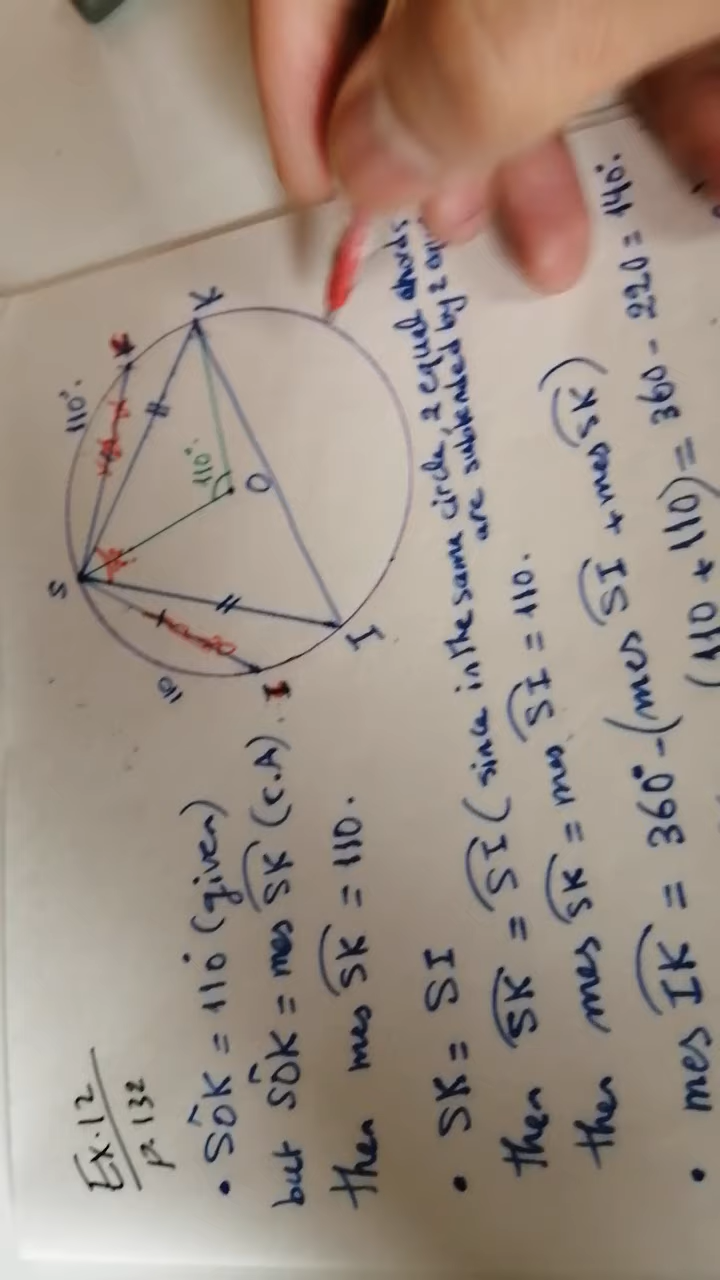 Ex.12
p.132
• SÔK = 110° (given)
but SÔK = mes SK (C.A).
then mes SK = 110.
• SK = SI
then SK = SI (since in the same circle, 2 equal chords
are subtended by 2
then mes SK = mes SI = 110.
• mes IK = 360° - (mes SI + mes SK)
(110 + 110) = 360 - 220 = 140°.
S
K
I
O
110°.
110°.
110
I